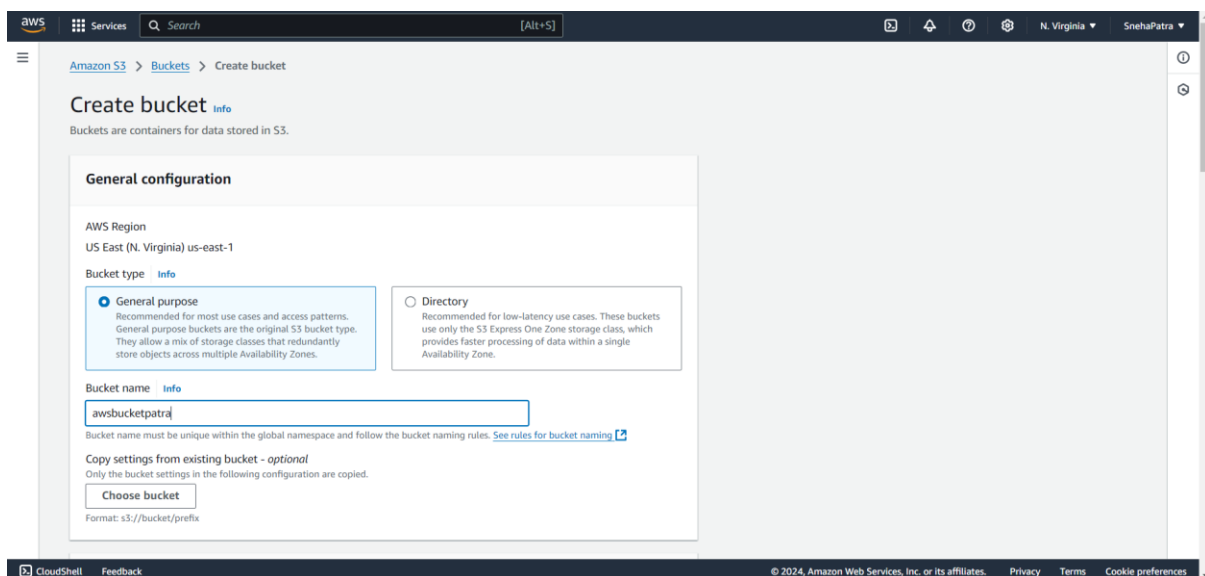 aws
Services
Search [Alt+S]
N. Virginia ▼
SnehaPatra ▼
Amazon S3 > Buckets > Create bucket
Create bucket Info
Buckets are containers for data stored in S3.
General configuration
AWS Region
US East (N. Virginia) us-east-1
Bucket type Info
General purpose
Recommended for most use cases and access patterns.
General purpose buckets are the original S3 bucket type.
They allow a mix of storage classes that redundantly
store objects across multiple Availability Zones.
Directory
Recommended for low-latency use cases. These buckets
use only the S3 Express One Zone storage class, which
provides faster processing of data within a single
Availability Zone.
Bucket name Info
awsbucketpatra
Bucket name must be unique within the global namespace and follow the bucket naming rules. See rules for bucket naming
Copy settings from existing bucket - optional
Only the bucket settings in the following configuration are copied.
Choose bucket
Format: s3://bucket/prefix
CloudShell Feedback © 2024, Amazon Web Services, Inc. or its affiliates. Privacy Terms Cookie preferences